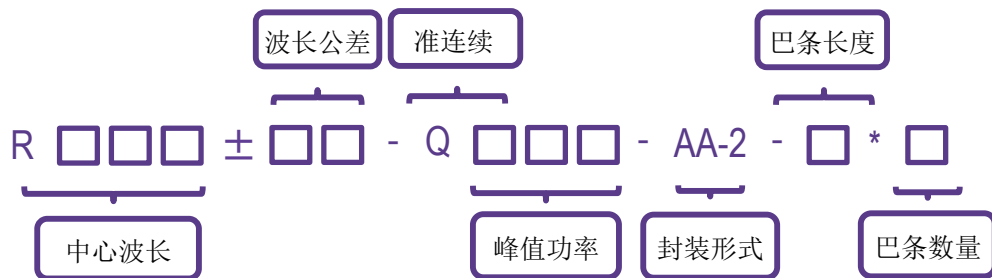 波长公差 准连续 巴条长度
R □□□ ± □□ - Q □□□ - AA-2 - □ * □
中心波长 峰值功率 封装形式 巴条数量